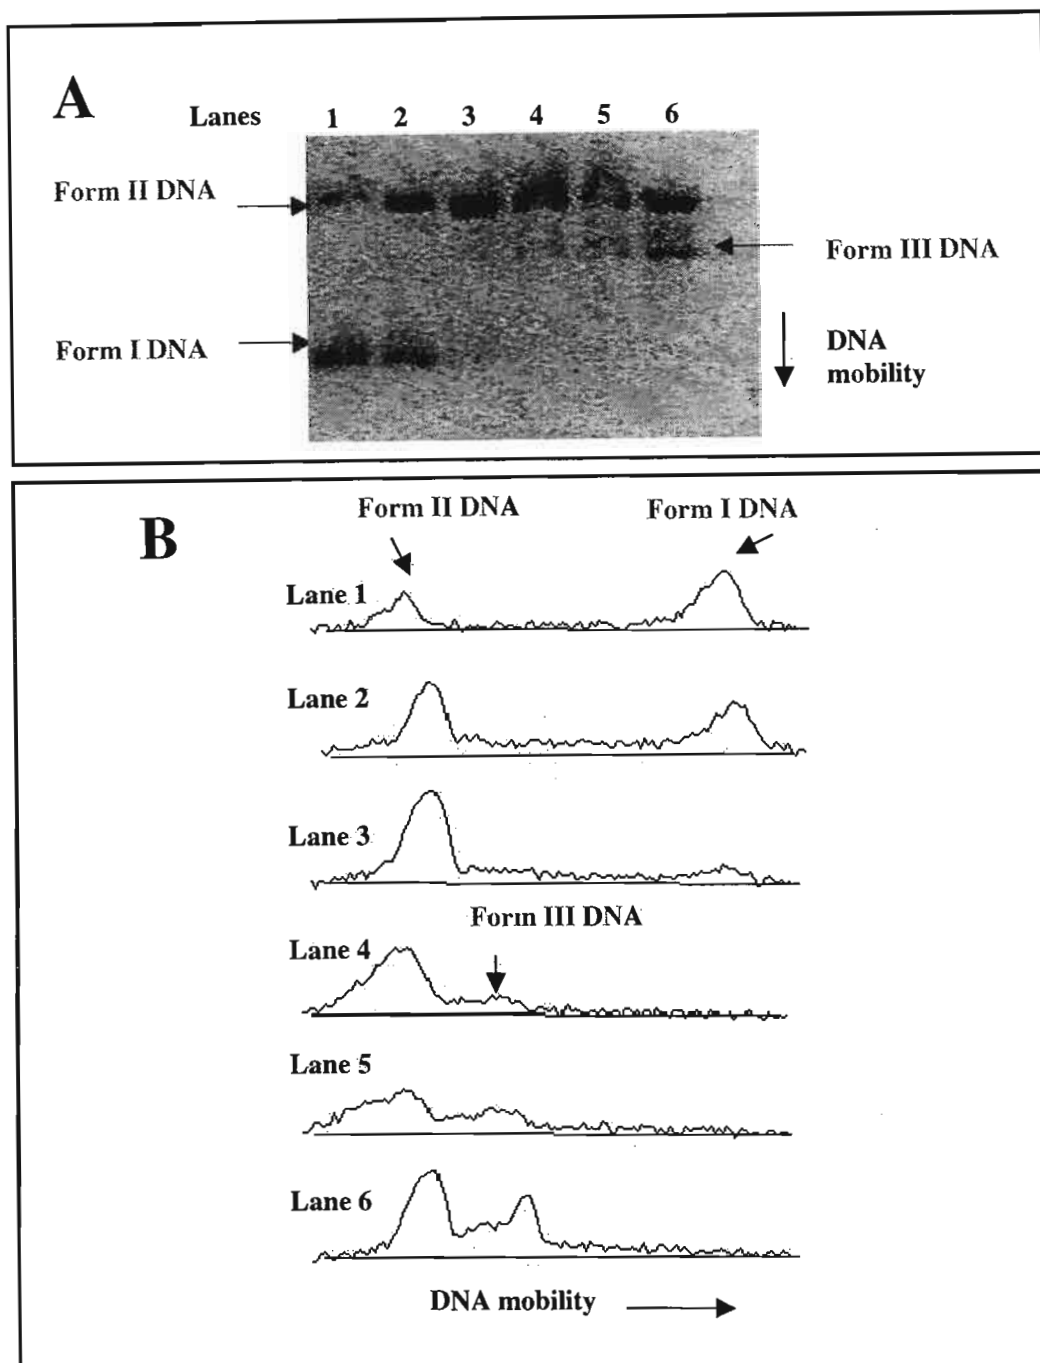 A
Lanes 1 2 3 4 5 6
Form II DNA
Form III DNA
Form I DNA
DNA
mobility
B
Form II DNA Form I DNA
Lane 1
Lane 2
Lane 3
Form III DNA
Lane 4
Lane 5
Lane 6
DNA mobility